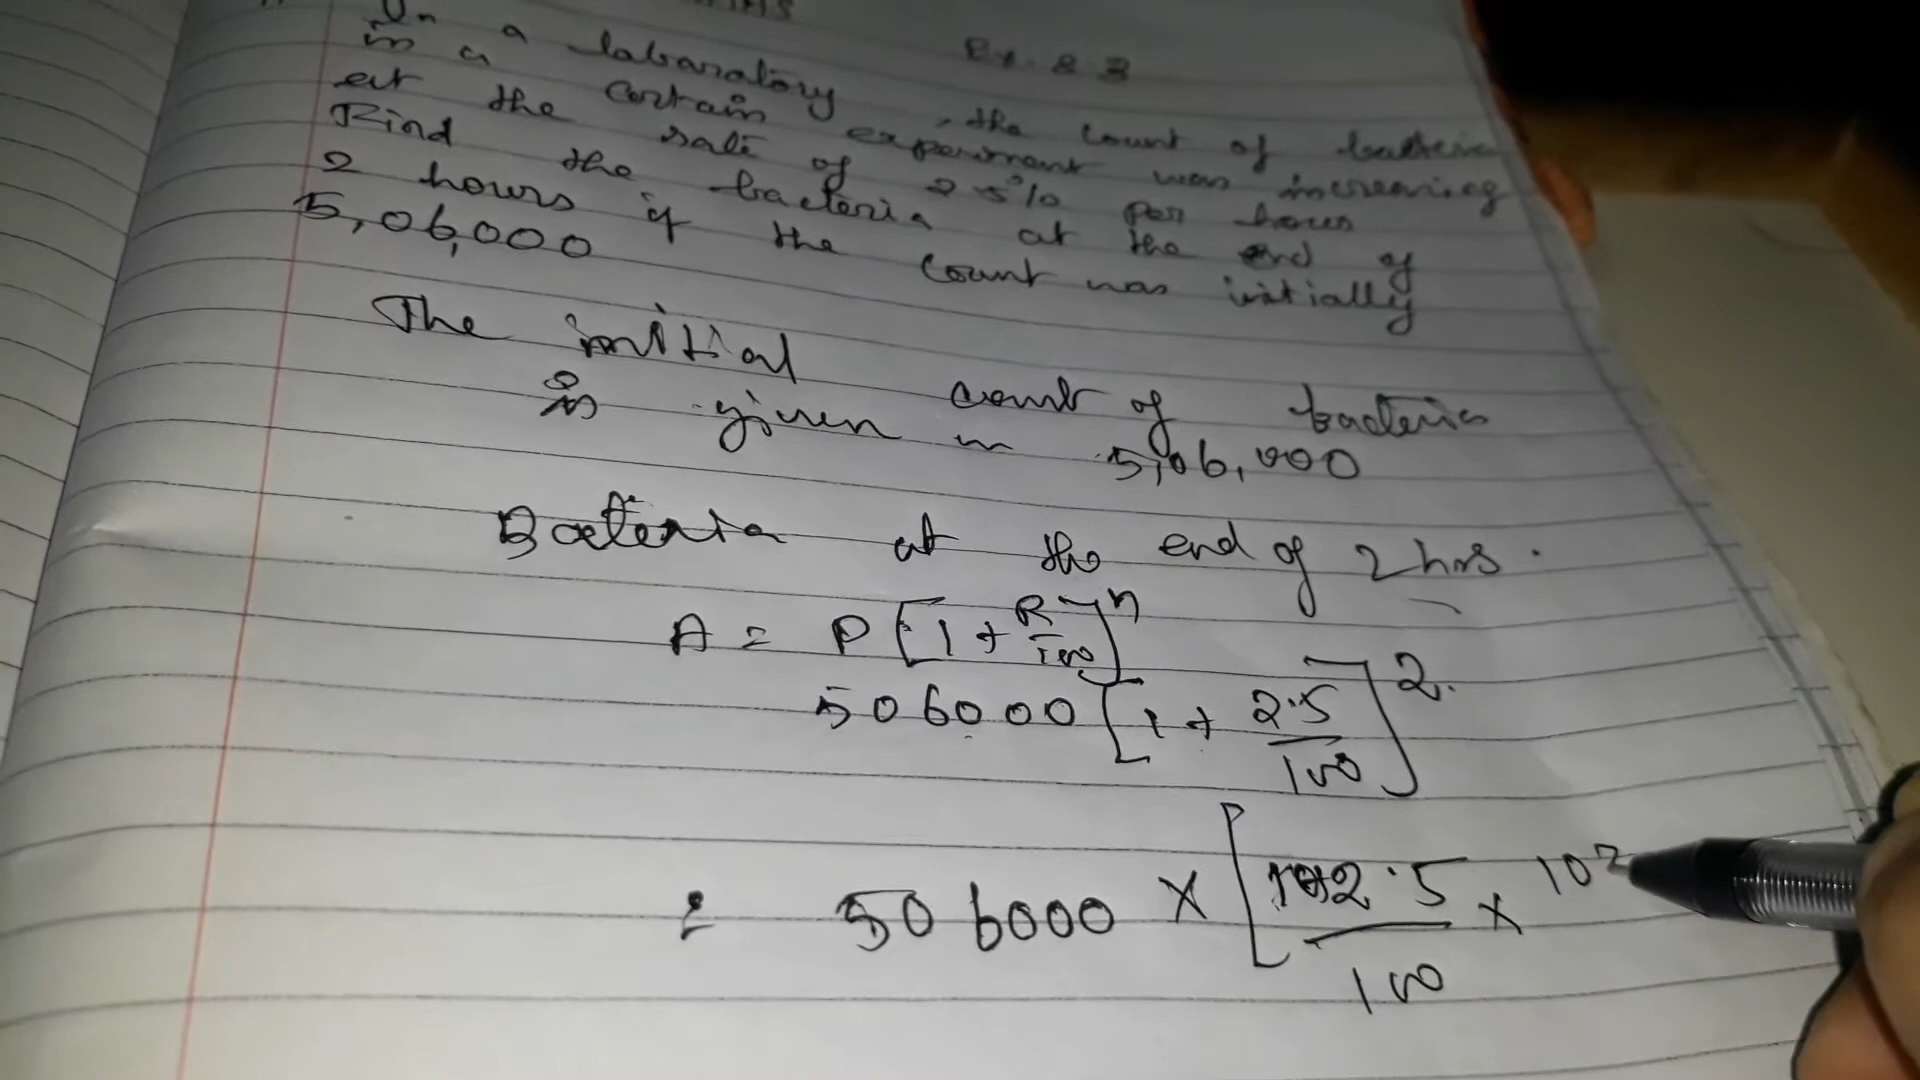 Ex. 8.3
In a laboratory, the count of bacteria
in a certain experiment was increasing
at the rate of 2.5% per hour
Find the bacteria at the end of
2 hours if the count was initially
5,06,000
The initial count of bacteria
is given in 5,06,000
Bacteria at the end of 2 hrs.
A = P[1+R/100]n
506000[1+2.5/100]2.
= 506000 × [102.5/100 × 102